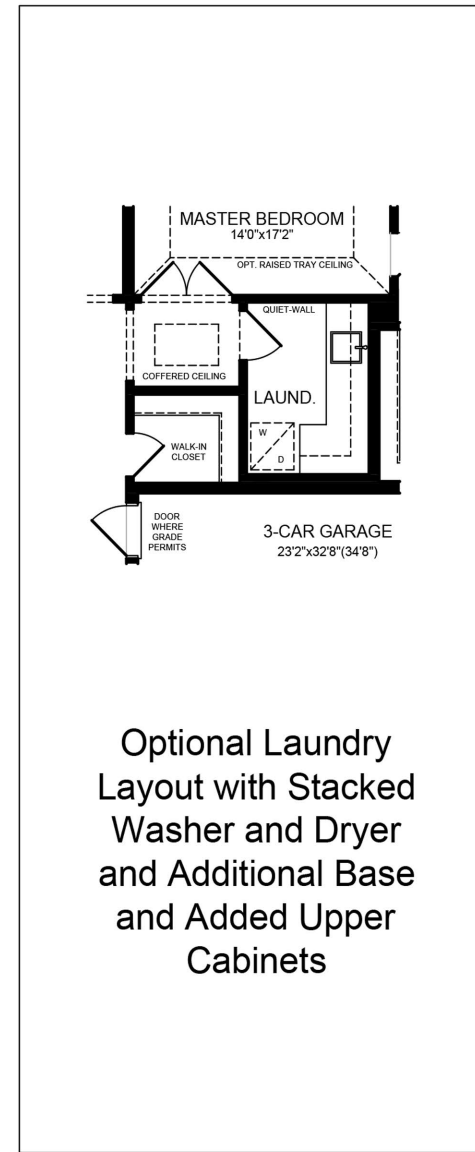 MASTER BEDROOM
14'0"x17'2"
OPT. RAISED TRAY CEILING
QUIET-WALL
COFFERED CEILING
LAUND.
W
D
WALK-IN
CLOSET
DOOR
WHERE
GRADE
PERMITS
3-CAR GARAGE
23'2"x32'8"(34'8")
Optional Laundry
Layout with Stacked
Washer and Dryer
and Additional Base
and Added Upper
Cabinets